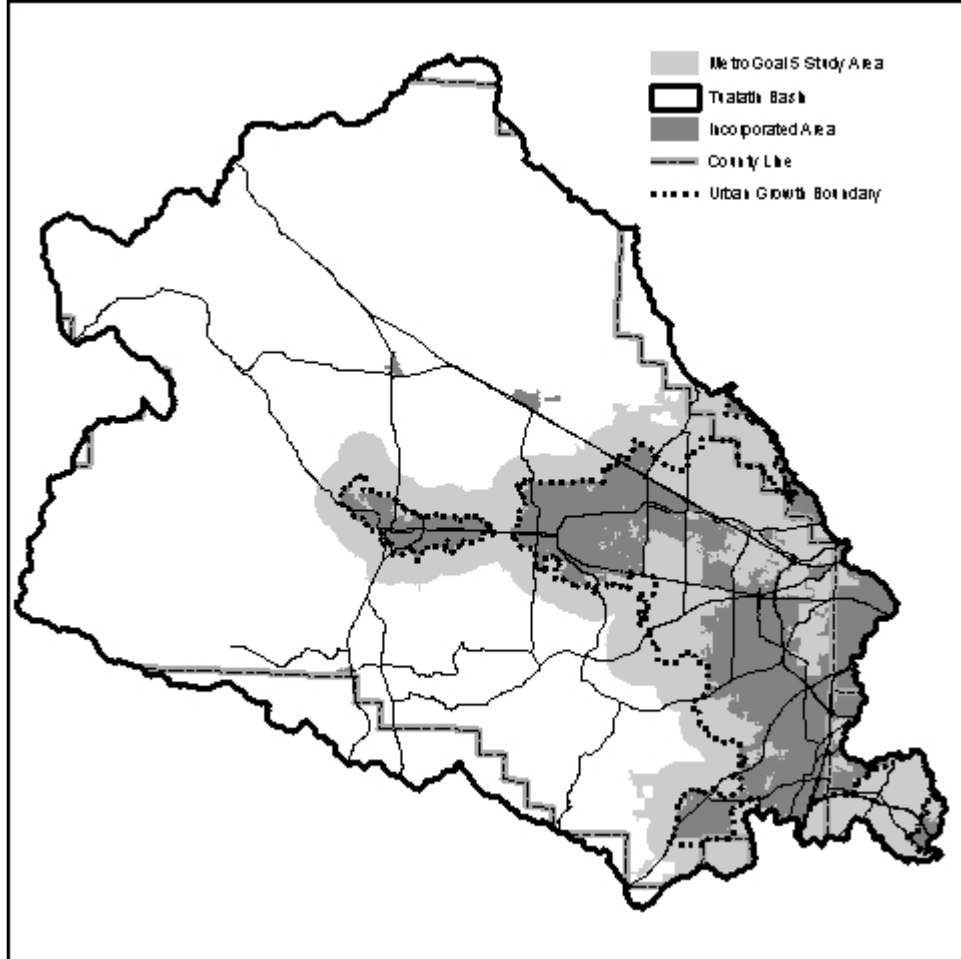 Metro Goal 5 Study Area
Tualatin Basin
Incorporated Area
County Line
Urban Growth Boundary